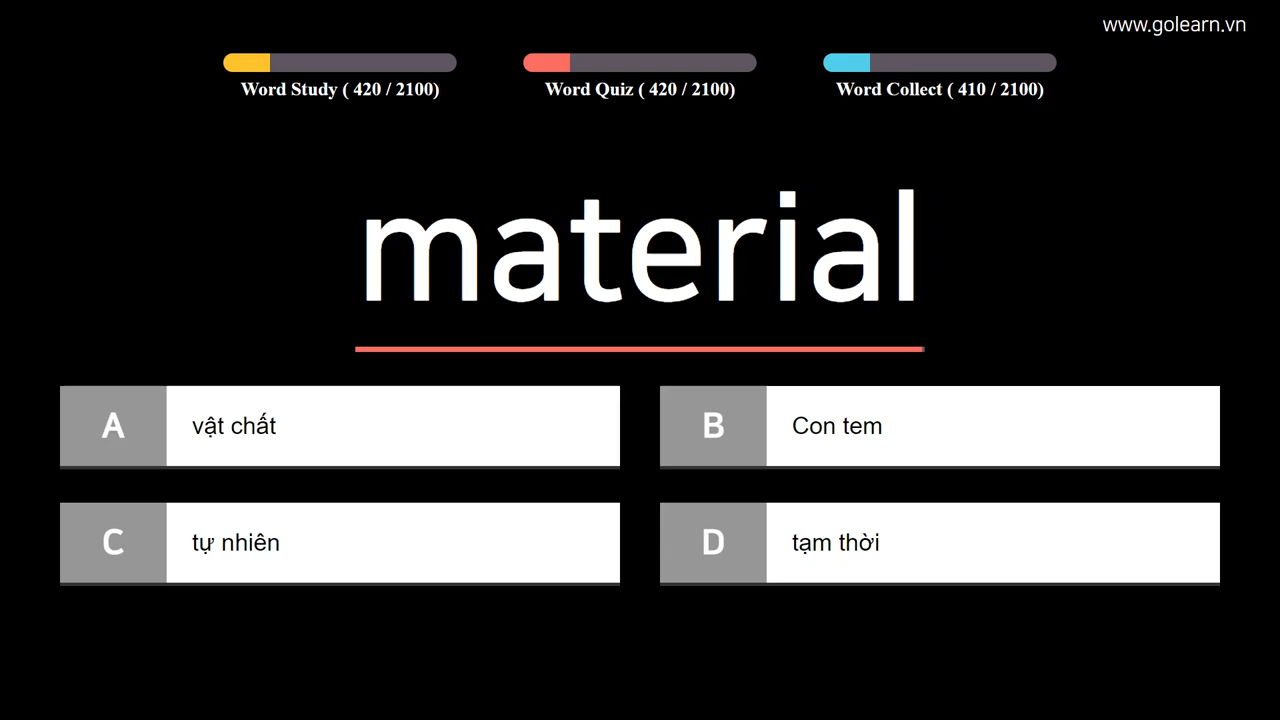 www.golearn.vn
Word Study ( 420 / 2100)
Word Quiz ( 420 / 2100)
Word Collect ( 410 / 2100)
material
A vật chất
B Con tem
C tự nhiên
D tạm thời